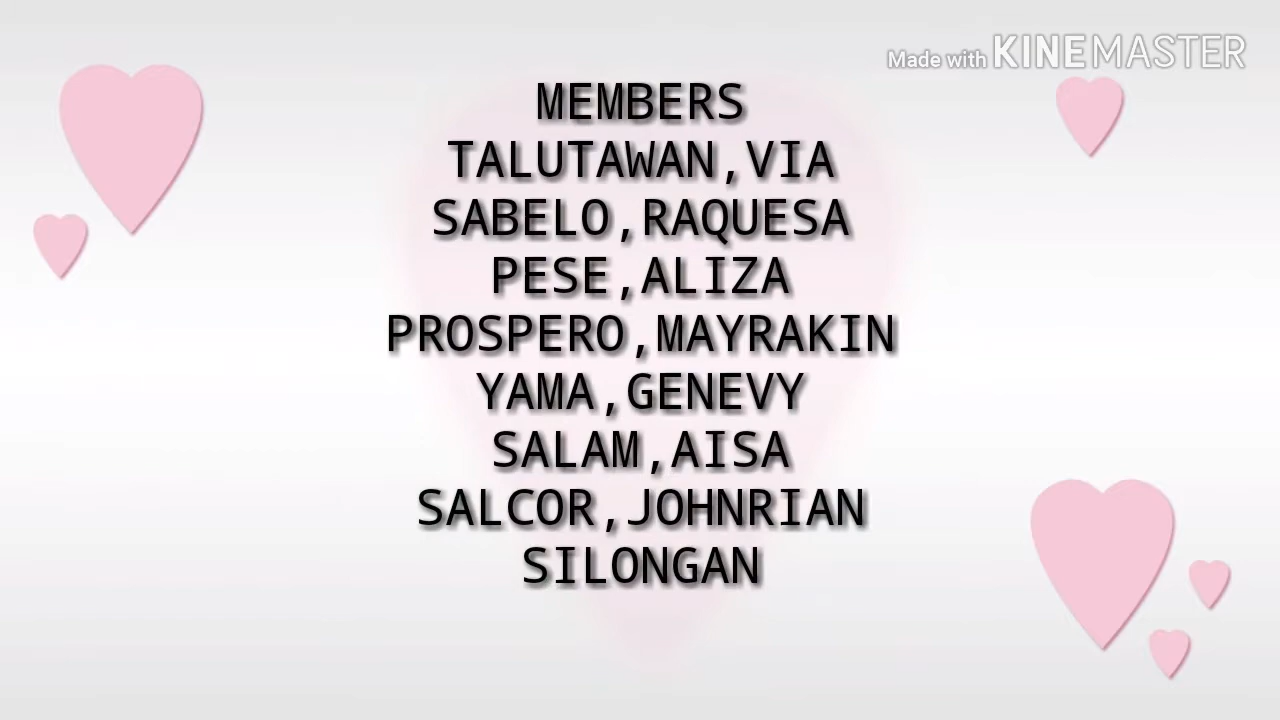 Made with KINEMASTER
MEMBERS
TALUTAWAN,VIA
SABELO,RAQUESA
PESE,ALIZA
PROSPERO,MAYRAKIN
YAMA,GENEVY
SALAM,AISA
SALCOR,JOHNRIAN
SILONGAN